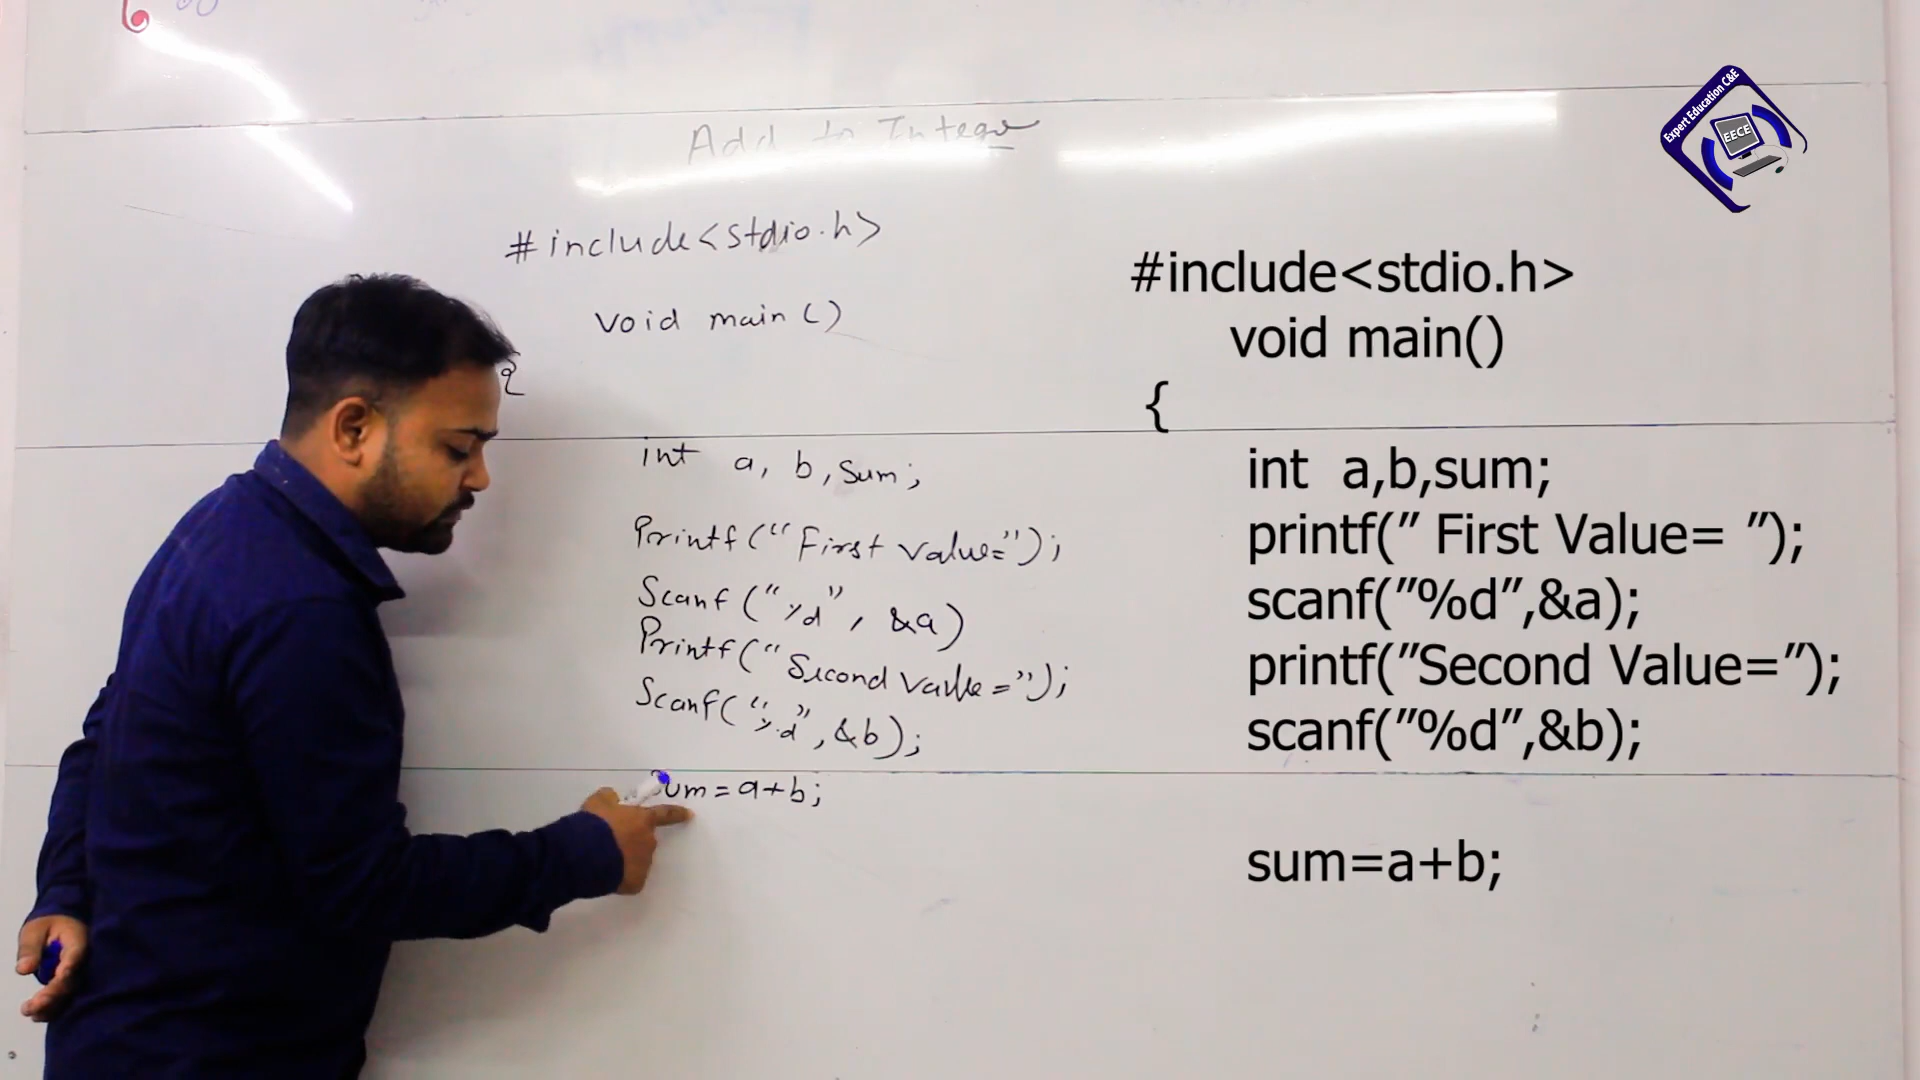 Add to Integer
#include<stdio.h>
void main()
{
int a, b, sum;
Printf("First value=");
Scanf("%d", &a)
Printf("Second Value=");
Scanf("%d",&b);
sum=a+b;
Expert Education C&E
EECE
#include<stdio.h>
void main()
{
int a,b,sum;
printf(” First Value= ”);
scanf(”%d”,&a);
printf(”Second Value=”);
scanf(”%d”,&b);
sum=a+b;